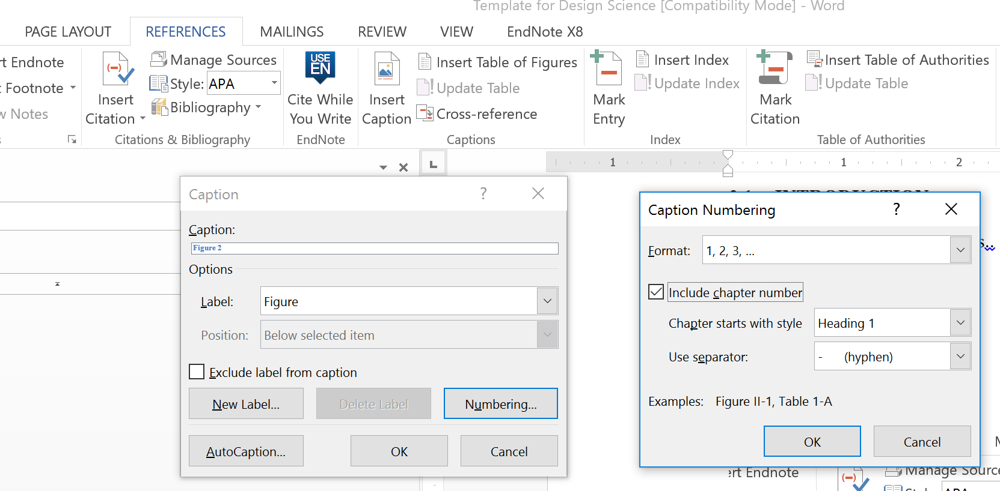 Template for Design Science [Compatibility Mode] - Word
PAGE LAYOUT REFERENCES MAILINGS REVIEW VIEW EndNote X8
rt Endnote
Footnote
w Notes
Insert
Citation
Manage Sources
Style: APA
Bibliography
Citations & Bibliography
USE
EN
Cite While
You Write
EndNote
Insert
Caption
Insert Table of Figures
Update Table
Cross-reference
Captions
Mark
Entry
Insert Index
Update Index
Index
Mark
Citation
Insert Table of Authorities
Update Table
Table of Authorities
1 1 2
INTRODUCTION
Caption ?
Caption:
Figure 2
Options
Label: Figure
Position: Below selected item
Exclude label from caption
New Label... Delete Label Numbering...
AutoCaption... OK Cancel
Caption Numbering ?
Format: 1, 2, 3, ...
Include chapter number
Chapter starts with style Heading 1
Use separator: - (hyphen)
Examples: Figure II-1, Table 1-A
OK Cancel
s..
rt Endnote
Manage Source